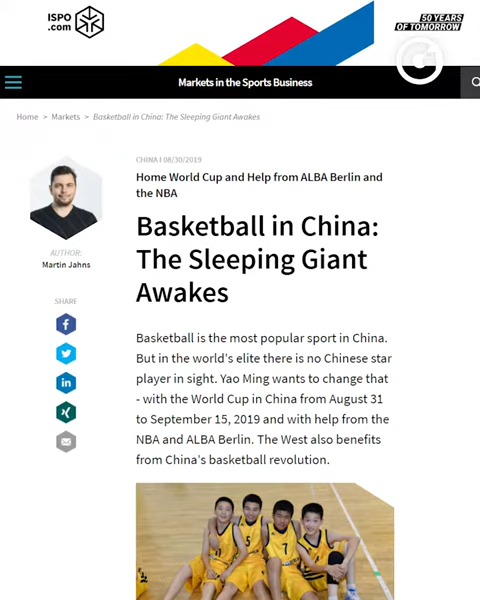 ISPO
.com
50 YEARS
OF TOMORROW
Markets in the Sports Business
Home > Markets > Basketball in China: The Sleeping Giant Awakes
CHINA I 08/30/2019
Home World Cup and Help from ALBA Berlin and
the NBA
Basketball in China:
The Sleeping Giant
Awakes
AUTHOR:
Martin Jahns
SHARE
Basketball is the most popular sport in China.
But in the world's elite there is no Chinese star
player in sight. Yao Ming wants to change that
- with the World Cup in China from August 31
to September 15, 2019 and with help from the
NBA and ALBA Berlin. The West also benefits
from China's basketball revolution.
5
7